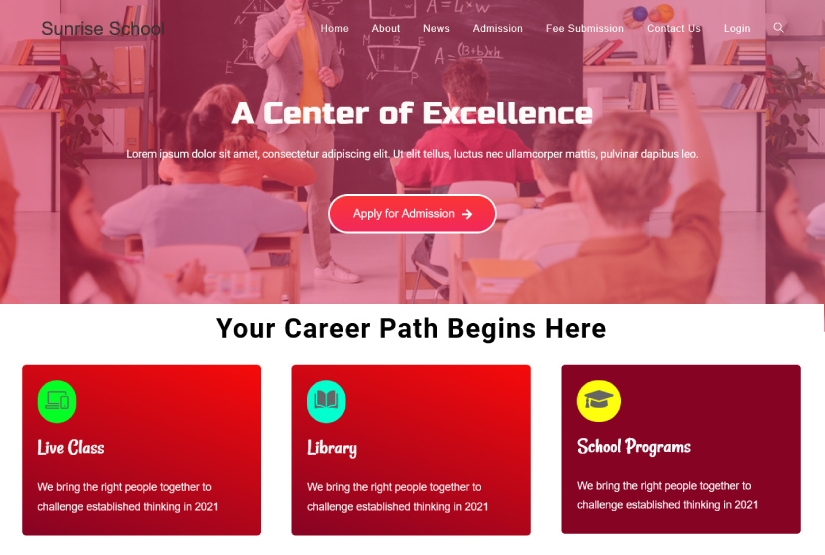 Sunrise School
Home About News Admission Fee Submission Contact Us Login
A Center of Excellence
Lorem ipsum dolor sit amet, consectetur adipiscing elit. Ut elit tellus, luctus nec ullamcorper mattis, pulvinar dapibus leo.
Apply for Admission
Your Career Path Begins Here
Live Class
We bring the right people together to
challenge established thinking in 2021
Library
We bring the right people together to
challenge established thinking in 2021
School Programs
We bring the right people together to
challenge established thinking in 2021